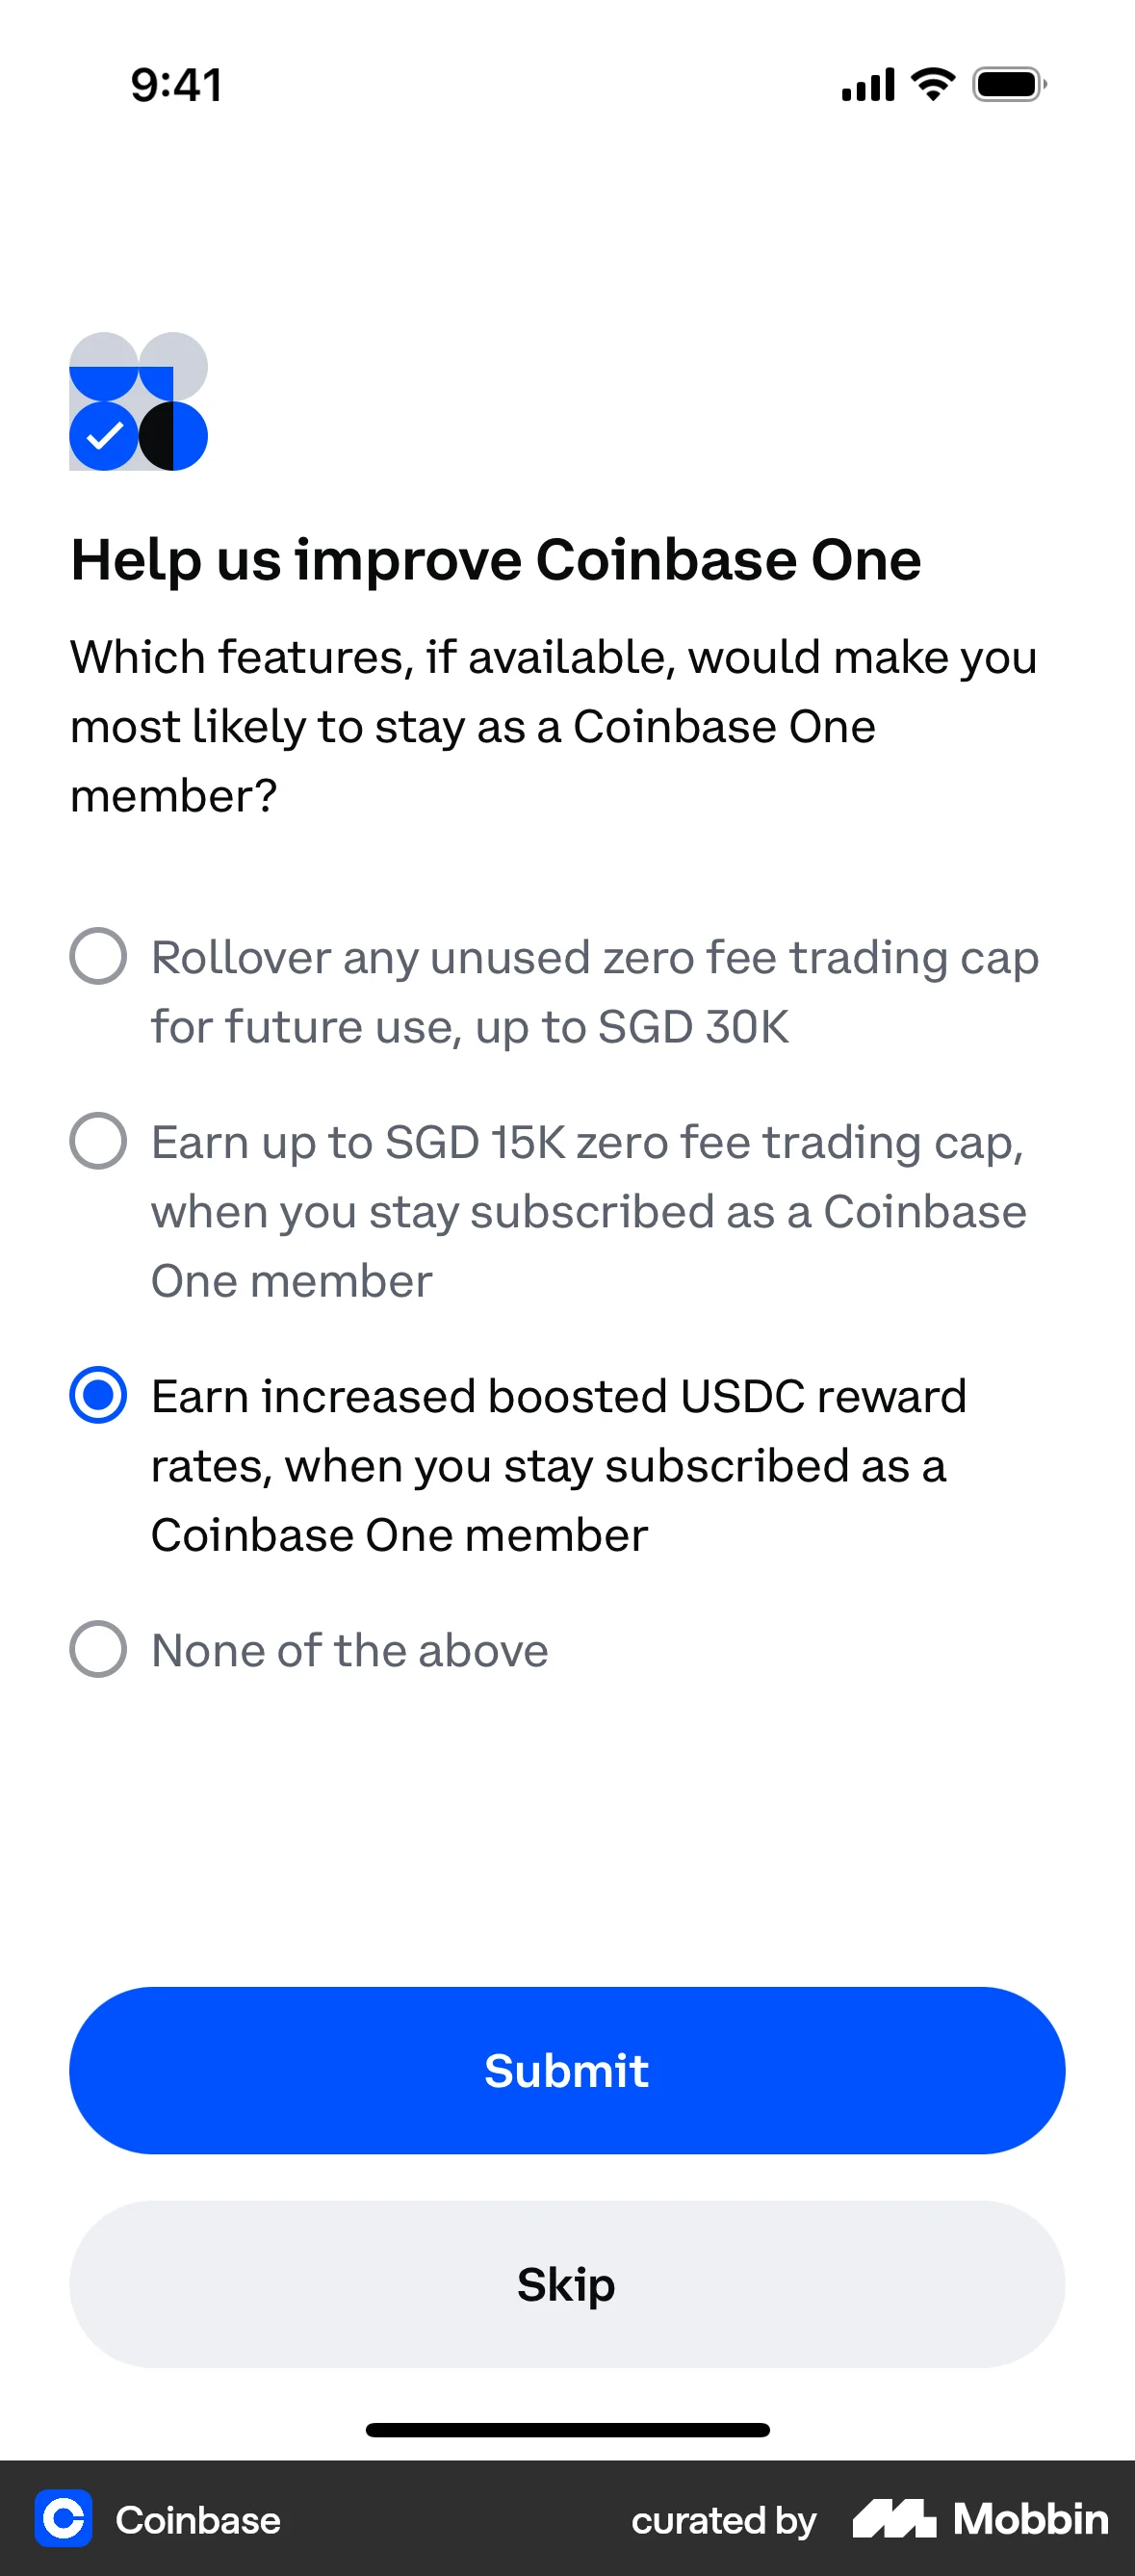 9:41
Help us improve Coinbase One
Which features, if available, would make you
most likely to stay as a Coinbase One
member?
Rollover any unused zero fee trading cap
for future use, up to SGD 30K
Earn up to SGD 15K zero fee trading cap,
when you stay subscribed as a Coinbase
One member
Earn increased boosted USDC reward
rates, when you stay subscribed as a
Coinbase One member
None of the above
Submit
Skip
Coinbase curated by Mobbin